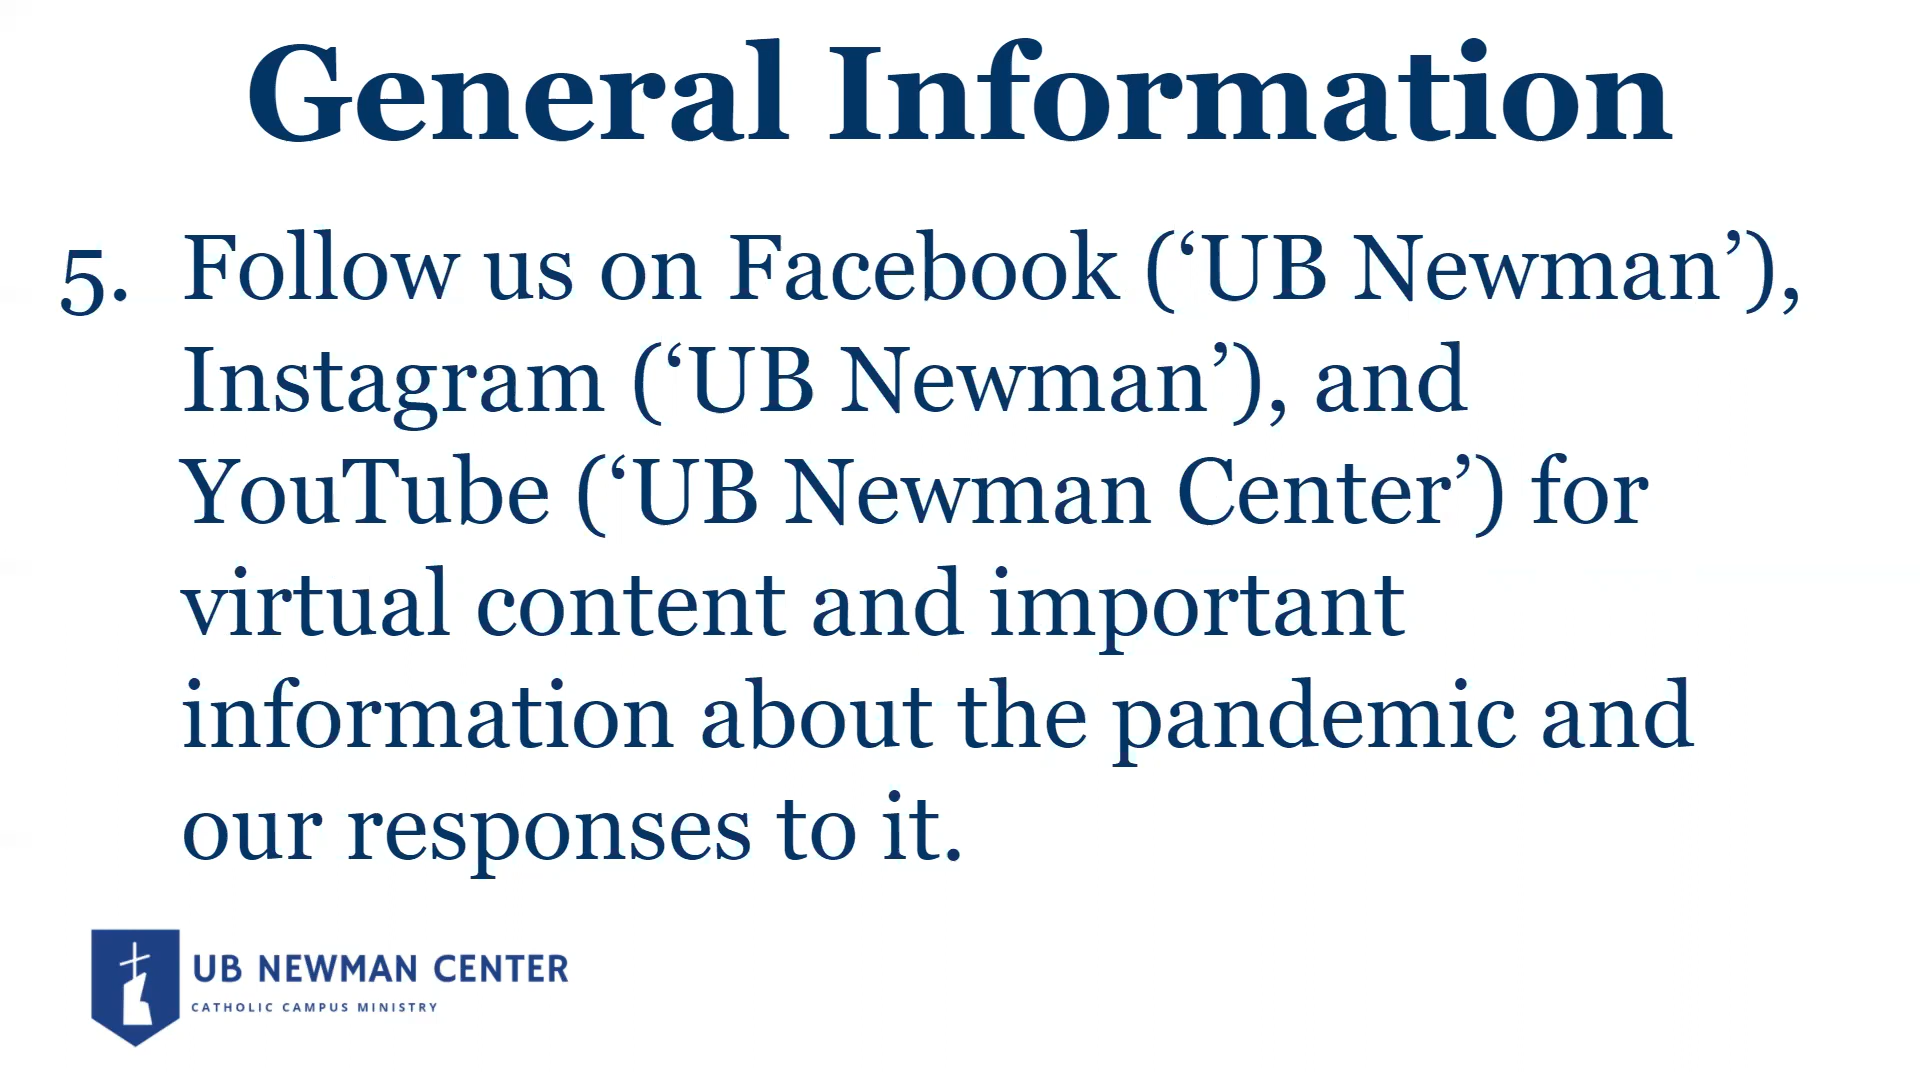 General Information
5. Follow us on Facebook (‘UB Newman’),
Instagram (‘UB Newman’), and
YouTube (‘UB Newman Center’) for
virtual content and important
information about the pandemic and
our responses to it.
UB NEWMAN CENTER
CATHOLIC CAMPUS MINISTRY